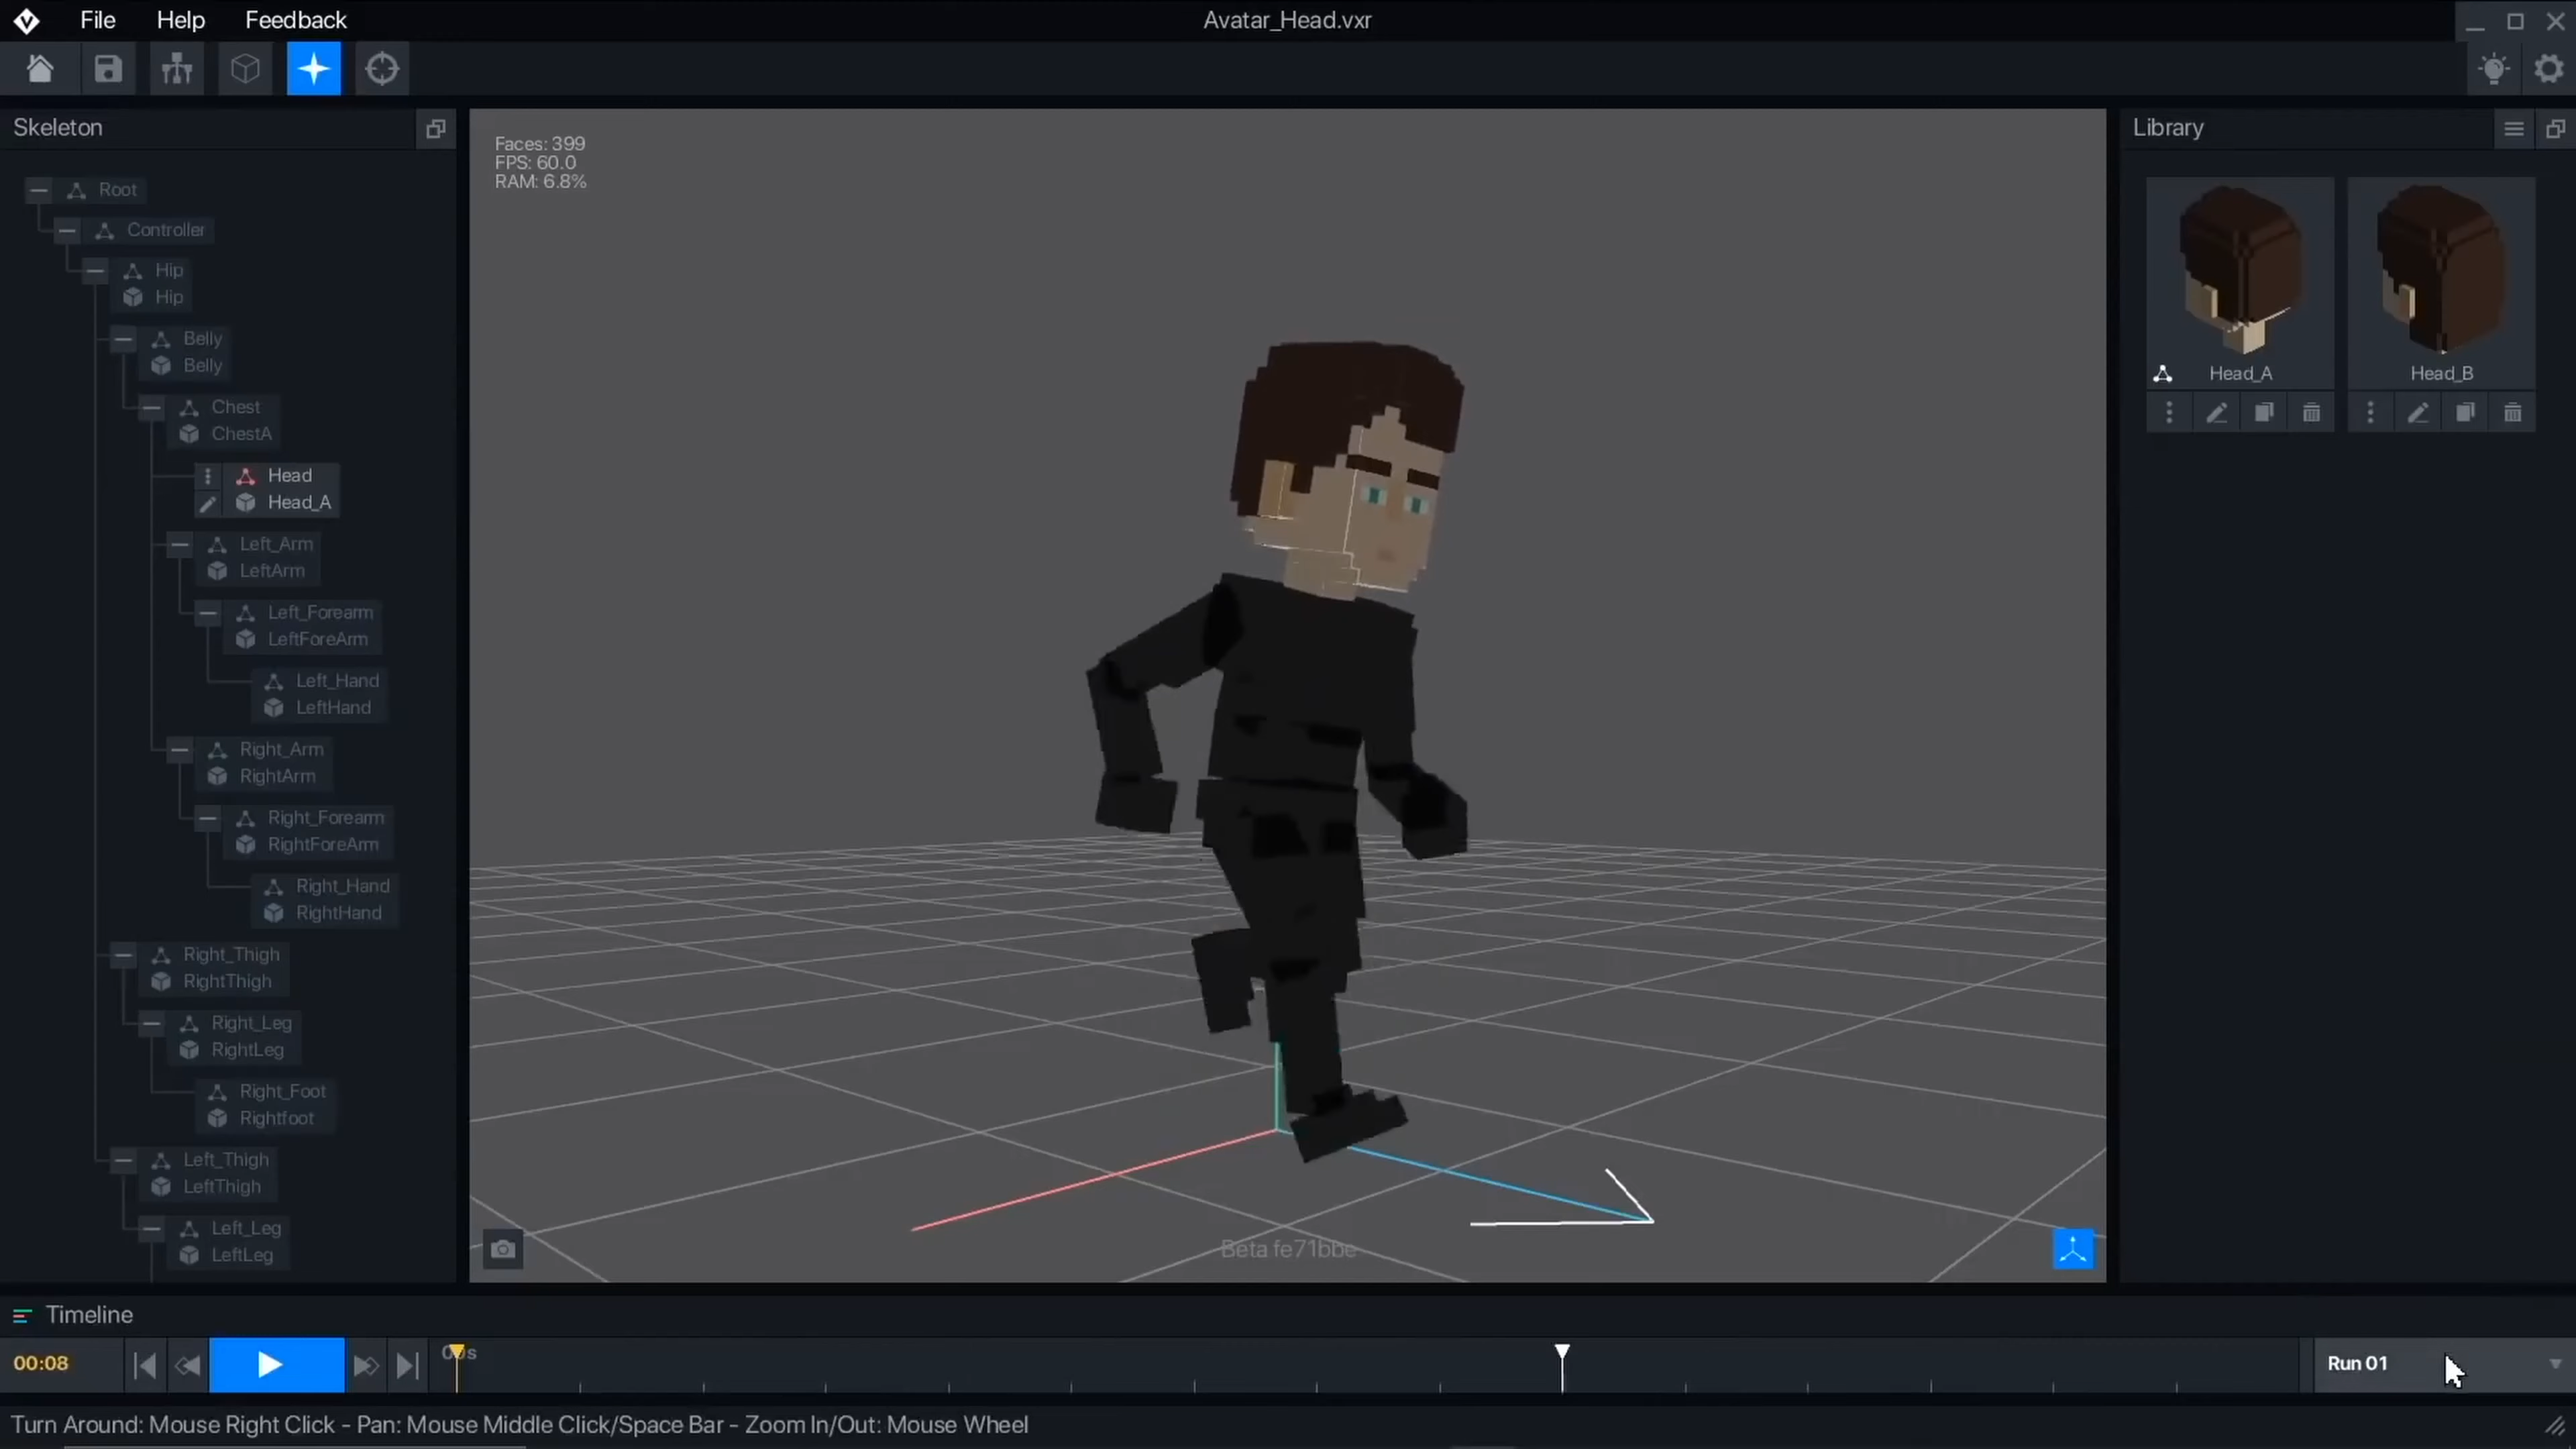 File Help Feedback
Avatar_Head.vxr
Skeleton
Root
Controller
Hip
Hip
Belly
Belly
Chest
ChestA
Head
Head_A
Left_Arm
LeftArm
Left_Forearm
LeftForeArm
Left_Hand
LeftHand
Right_Arm
RightArm
Right_Forearm
RightForeArm
Right_Hand
RightHand
Right_Thigh
RightThigh
Right_Leg
RightLeg
Right_Foot
Rightfoot
Left_Thigh
LeftThigh
Left_Leg
LeftLeg
Faces: 399
FPS: 60.0
RAM: 6.8%
Beta fe71bbe
Library
Head_A
Head_B
Timeline
00:08
Run 01
Turn Around: Mouse Right Click - Pan: Mouse Middle Click/Space Bar - Zoom In/Out: Mouse Wheel